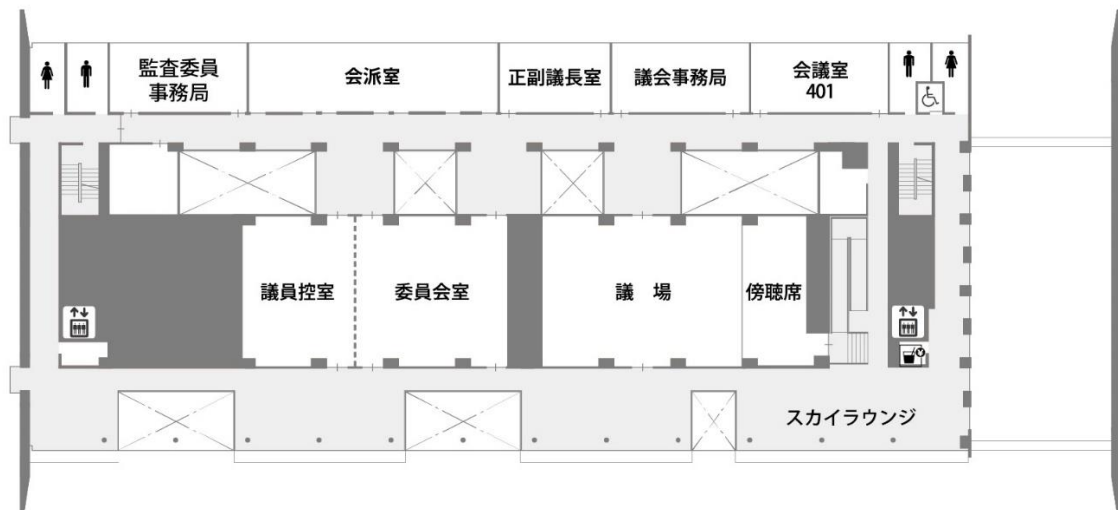 監査委員
事務局
会派室
正副議長室
議会事務局
会議室
401
議員控室
委員会室
議　場
傍聴席
スカイラウンジ